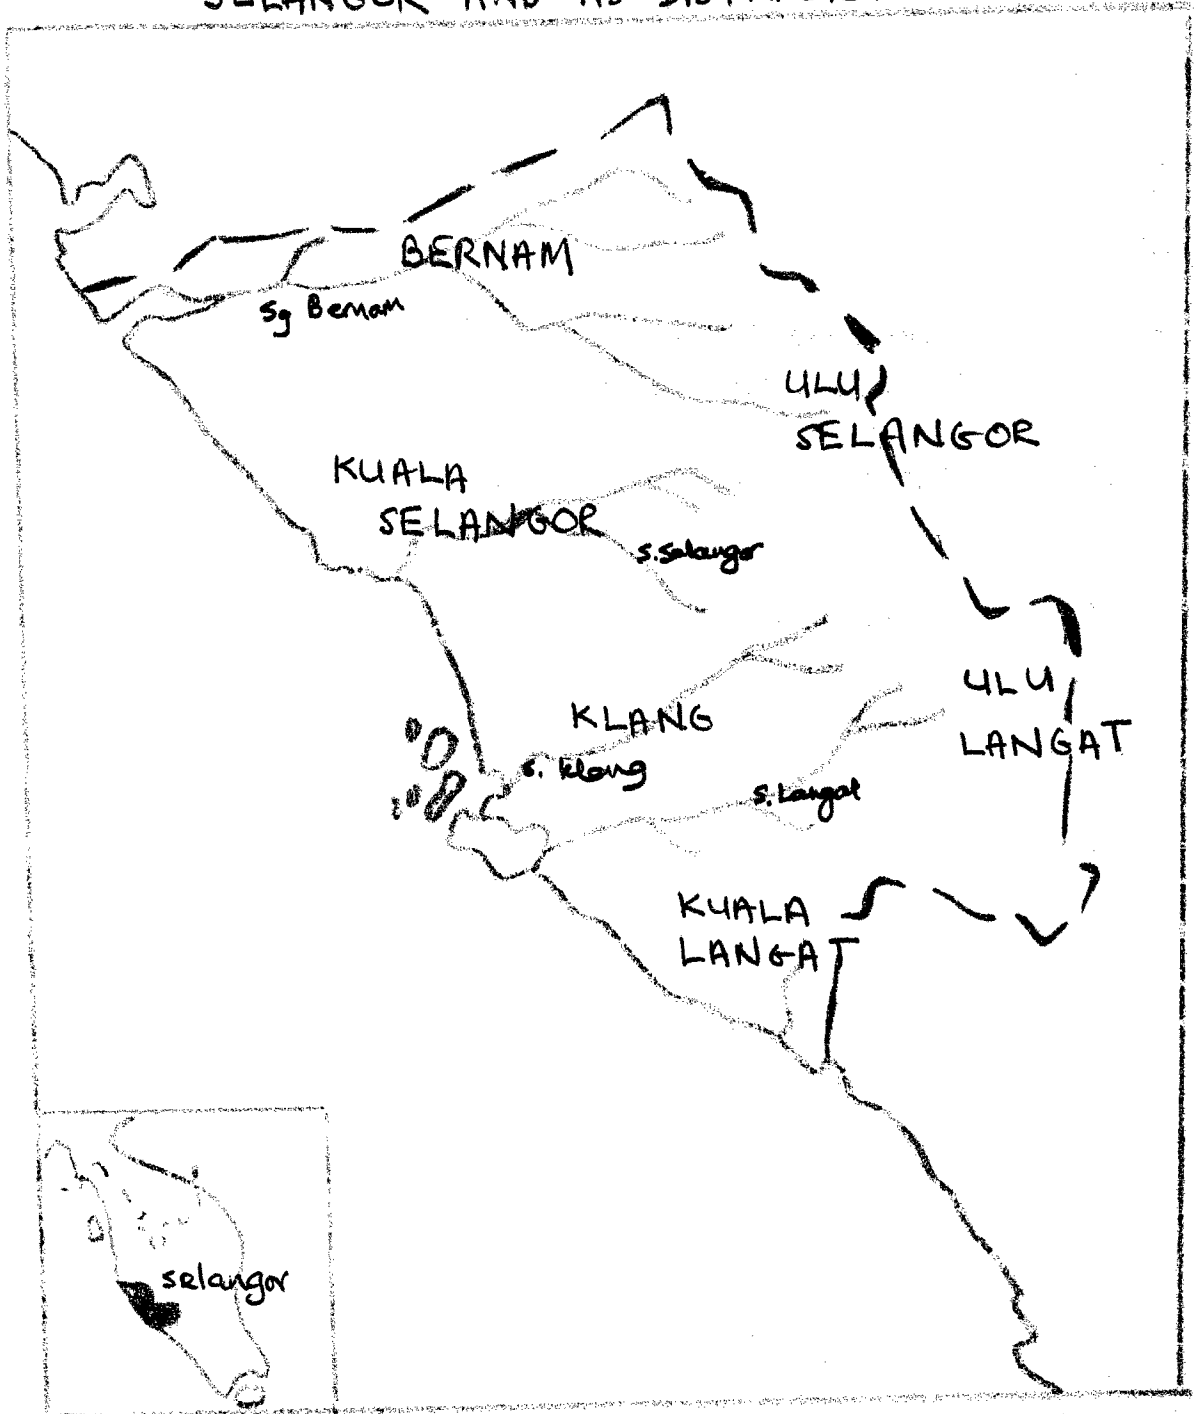 SELANGOR AND ITS DISTRICTS
BERNAM
Sg Bernam
ULU
SELANGOR
KUALA
SELANGOR
S. Selangor
ULU
LANGAT
KLANG
S. Klang
S. Langat
KUALA
LANGAT
Selangor